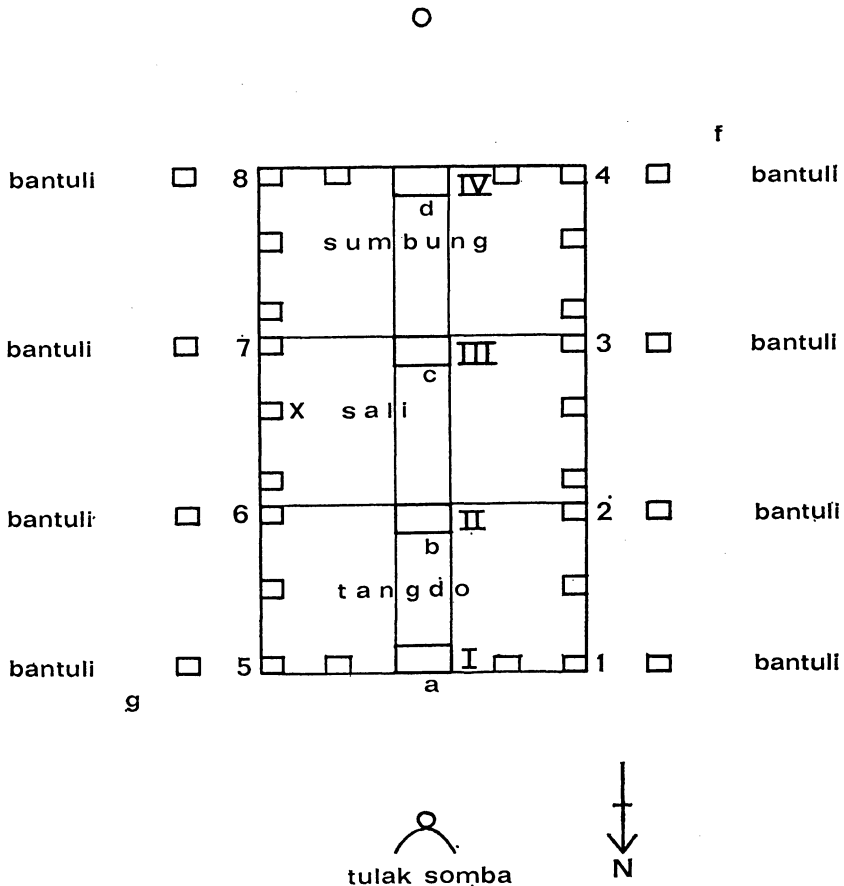 f
bantuli 8 IV 4 bantuli
d
sumbung
bantuli 7 III 3 bantuli
c
X sali
bantuli 6 II 2 bantuli
b
tangdo
bantuli 5 I 1 bantuli
a
g
N
tulak somba